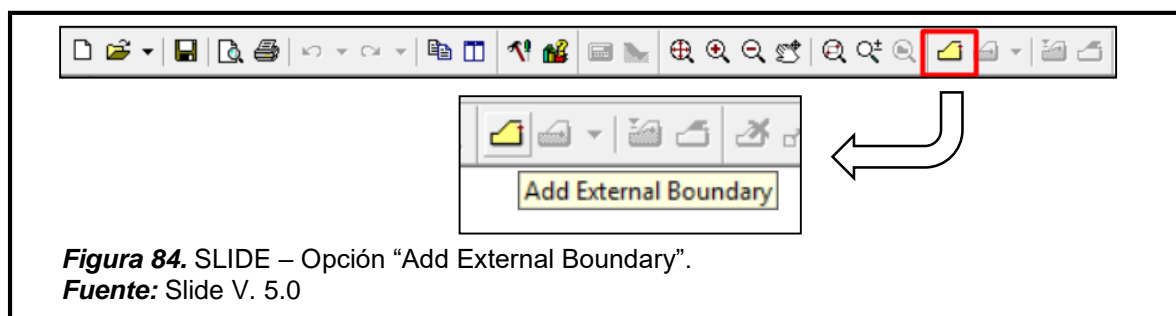 Add External Boundary
Figura 84. SLIDE – Opción “Add External Boundary”.
Fuente: Slide V. 5.0